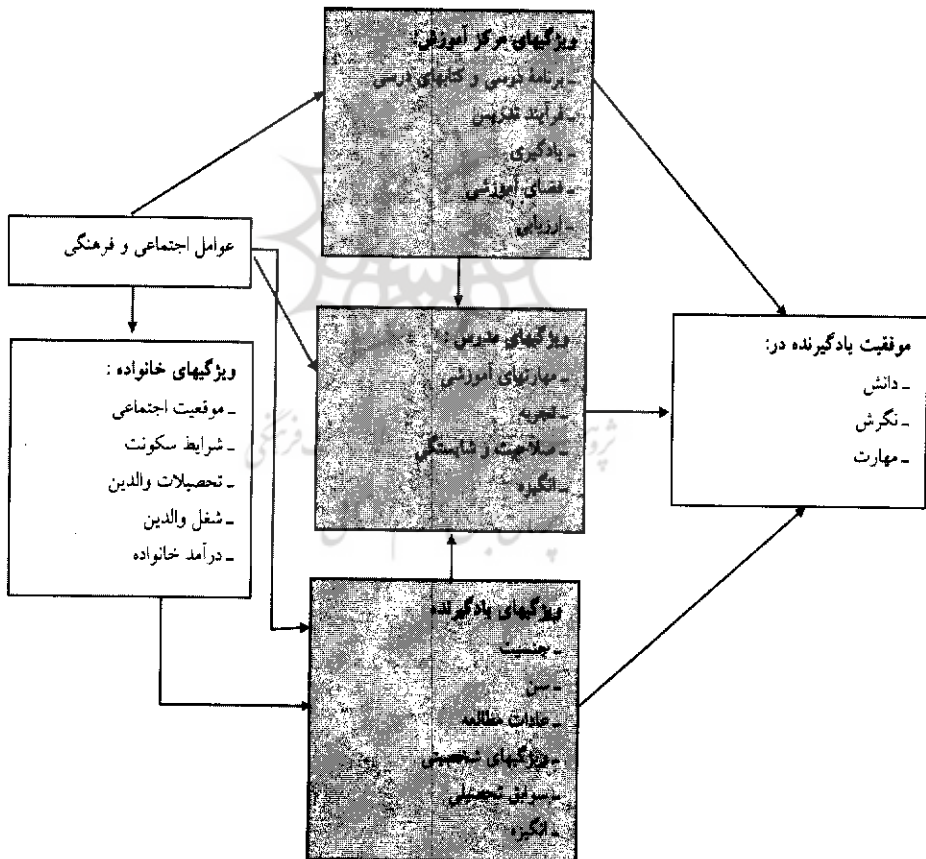 ویژگیهای مرکز آموزش:
ـ برنامهٔ درسی و کتابهای درسی
ـ فرآیند تدریس
ـ یادگیری
ـ فضای آموزشی
ـ ارزیابی
عوامل اجتماعی و فرهنگی
ویژگیهای خانواده :
ـ موقعیت اجتماعی
ـ شرایط سکونت
ـ تحصیلات والدین
ـ شغل والدین
ـ درآمد خانواده
ویژگیهای مدرس :
ـ مهارتهای آموزشی
ـ تجربه
ـ صلاحیت و شایستگی
ـ انگیزه
موفقیت یادگیرنده در:
ـ دانش
ـ نگرش
ـ مهارت
ویژگیهای یادگیرنده
ـ جنسیت
ـ سن
ـ عادات مطالعه
ـ ویژگیهای شخصیتی
ـ سوابق تحصیلی
ـ انگیزه